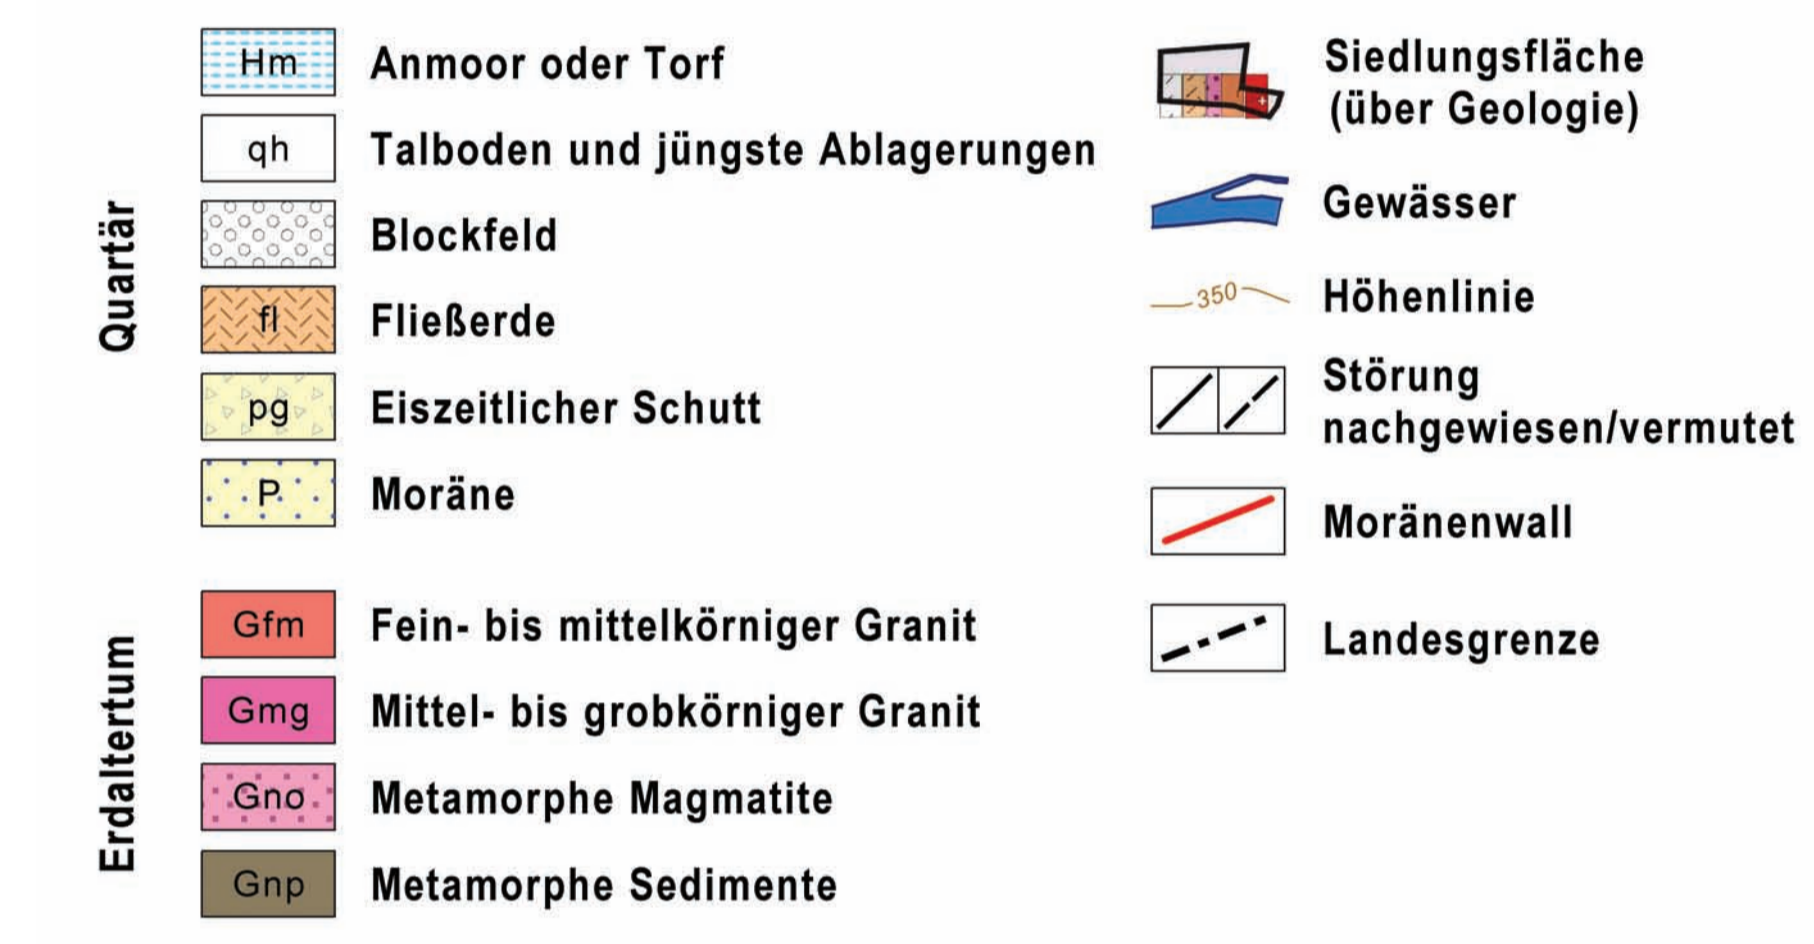 Quartär
Hm Anmoor oder Torf
qh Talboden und jüngste Ablagerungen
Blockfeld
fl Fließerde
pg Eiszeitlicher Schutt
P Moräne
Erdaltertum
Gfm Fein- bis mittelkörniger Granit
Gmg Mittel- bis grobkörniger Granit
Gno Metamorphe Magmatite
Gnp Metamorphe Sedimente
Siedlungsfläche
(über Geologie)
Gewässer
350 Höhenlinie
Störung
nachgewiesen/vermutet
Moränenwall
Landesgrenze